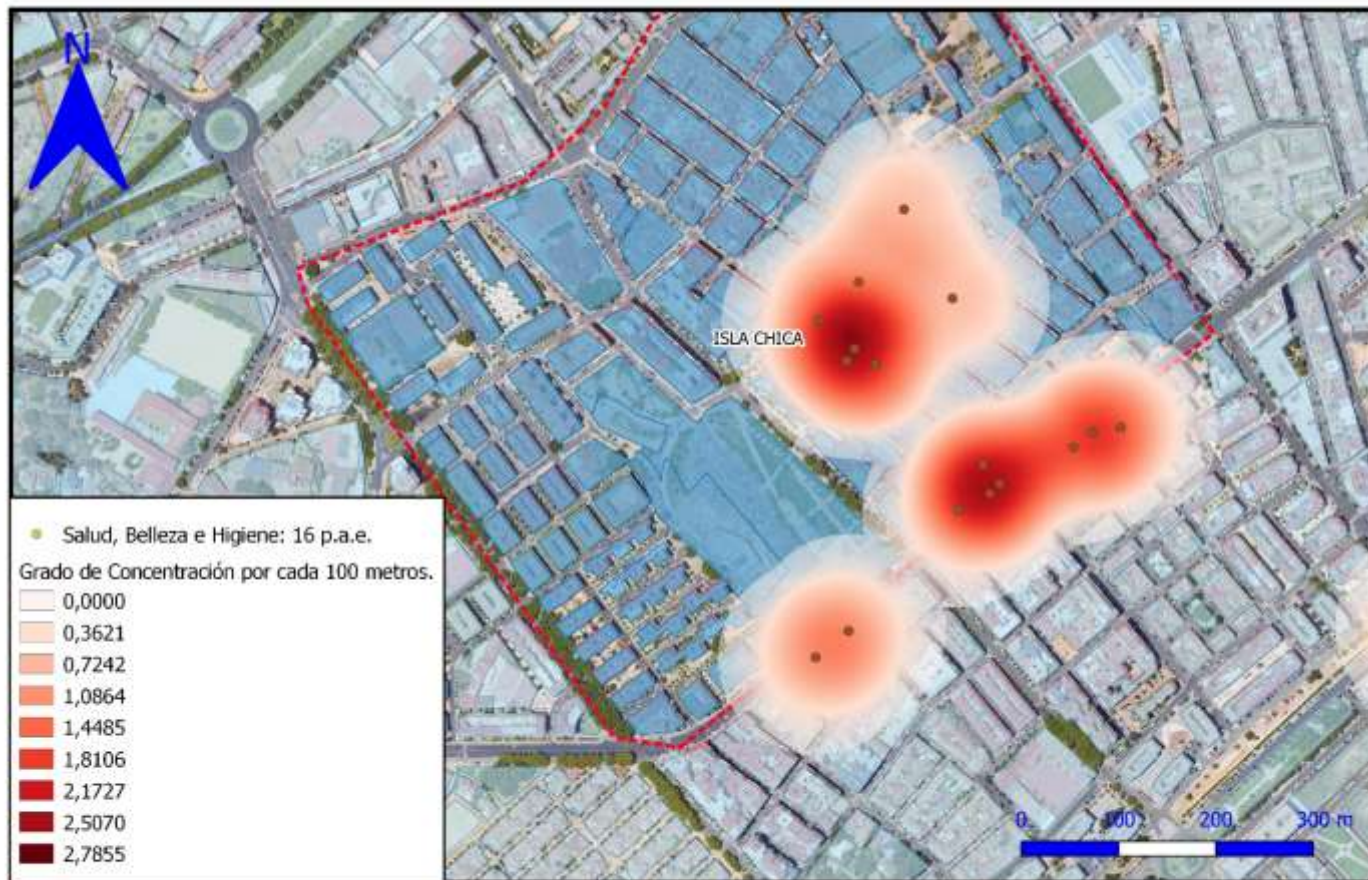 N
ISLA CHICA
Salud, Belleza e Higiene: 16 p.a.e.
Grado de Concentración por cada 100 metros.
0,0000
0,3621
0,7242
1,0864
1,4485
1,8106
2,1727
2,5070
2,7855
0 100 200 300 m